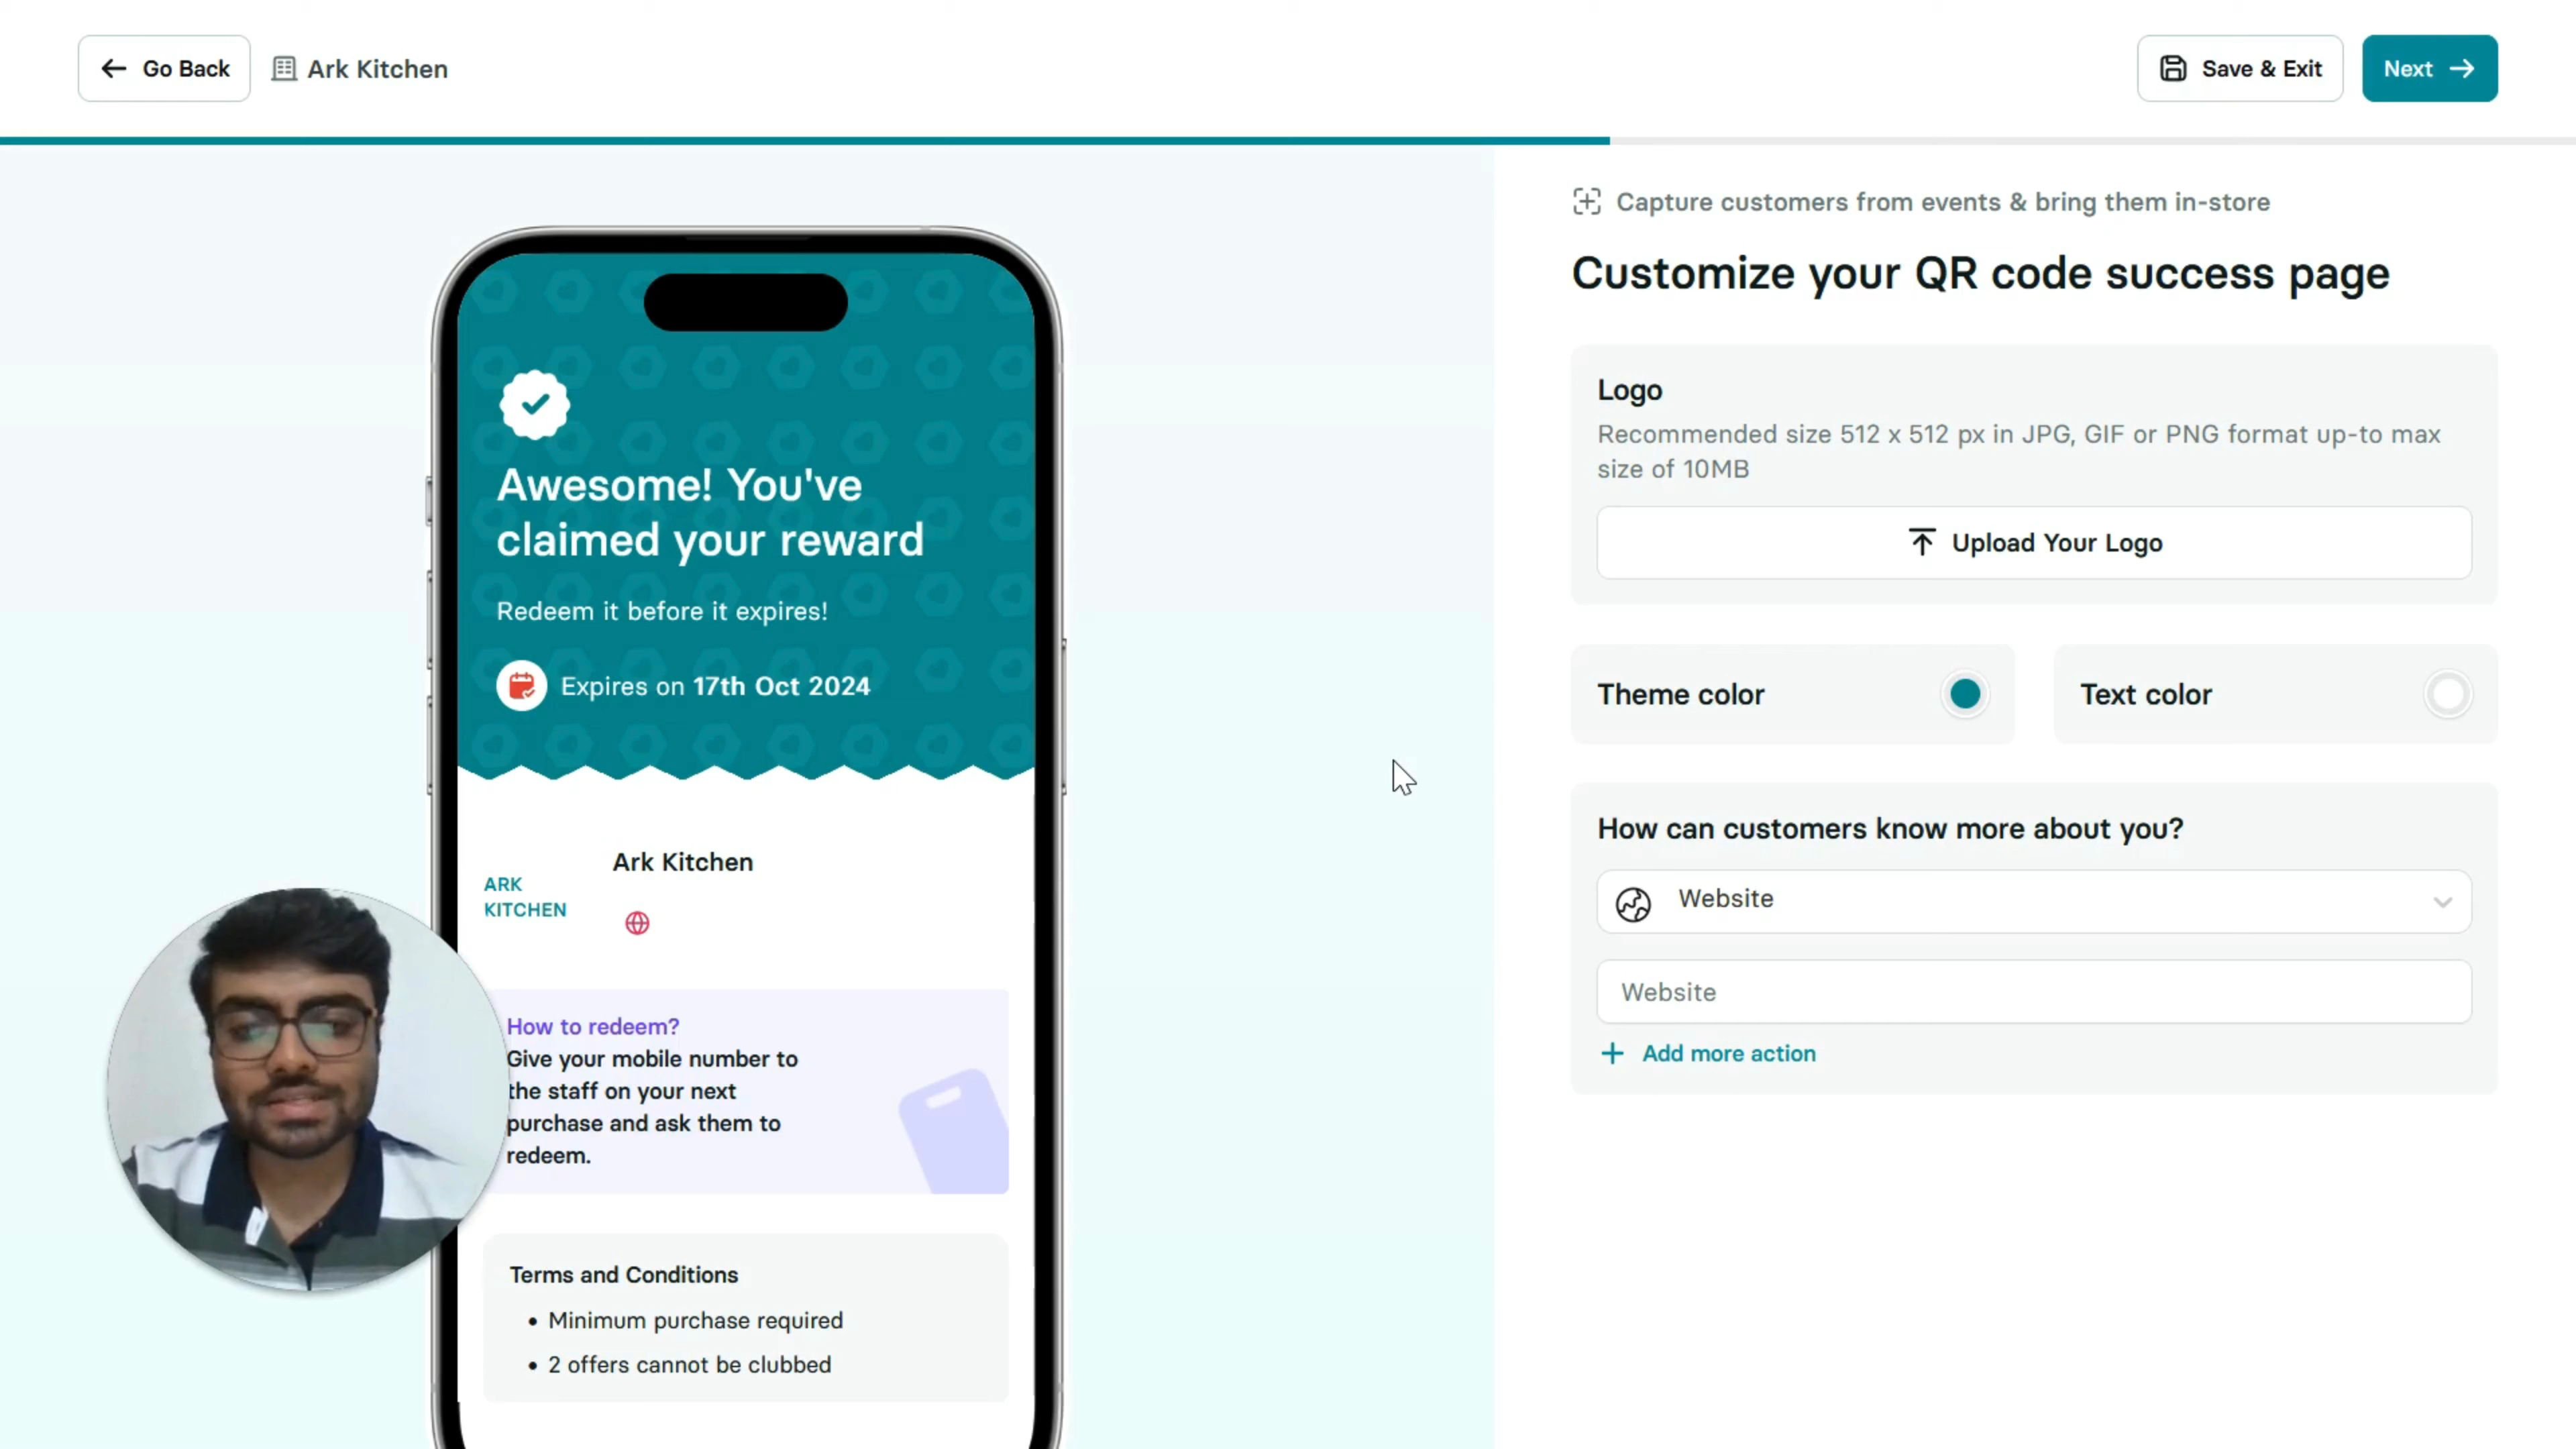 Go Back
Ark Kitchen
Save & Exit
Next
Capture customers from events & bring them in-store
Customize your QR code success page
Logo
Recommended size 512 x 512 px in JPG, GIF or PNG format up-to max
size of 10MB
Upload Your Logo
Theme color
Text color
How can customers know more about you?
Website
Website
Add more action
Awesome! You've
claimed your reward
Redeem it before it expires!
Expires on 17th Oct 2024
Ark Kitchen
ARK
KITCHEN
How to redeem?
Give your mobile number to
the staff on your next
purchase and ask them to
redeem.
Terms and Conditions
• Minimum purchase required
• 2 offers cannot be clubbed